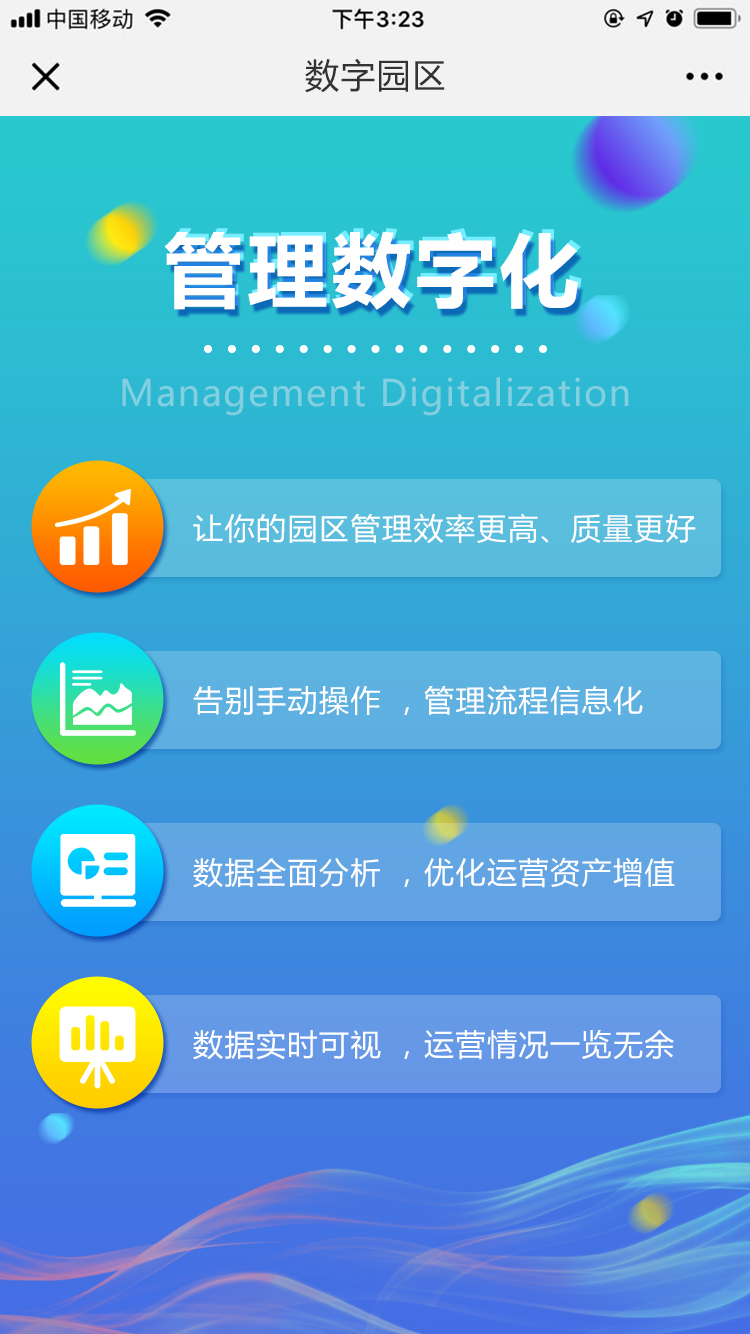 中国移动
下午3:23
数字园区
管理数字化
Management Digitalization
让你的园区管理效率更高、质量更好
告别手动操作 ，管理流程信息化
数据全面分析 ，优化运营资产增值
数据实时可视 ，运营情况一览无余